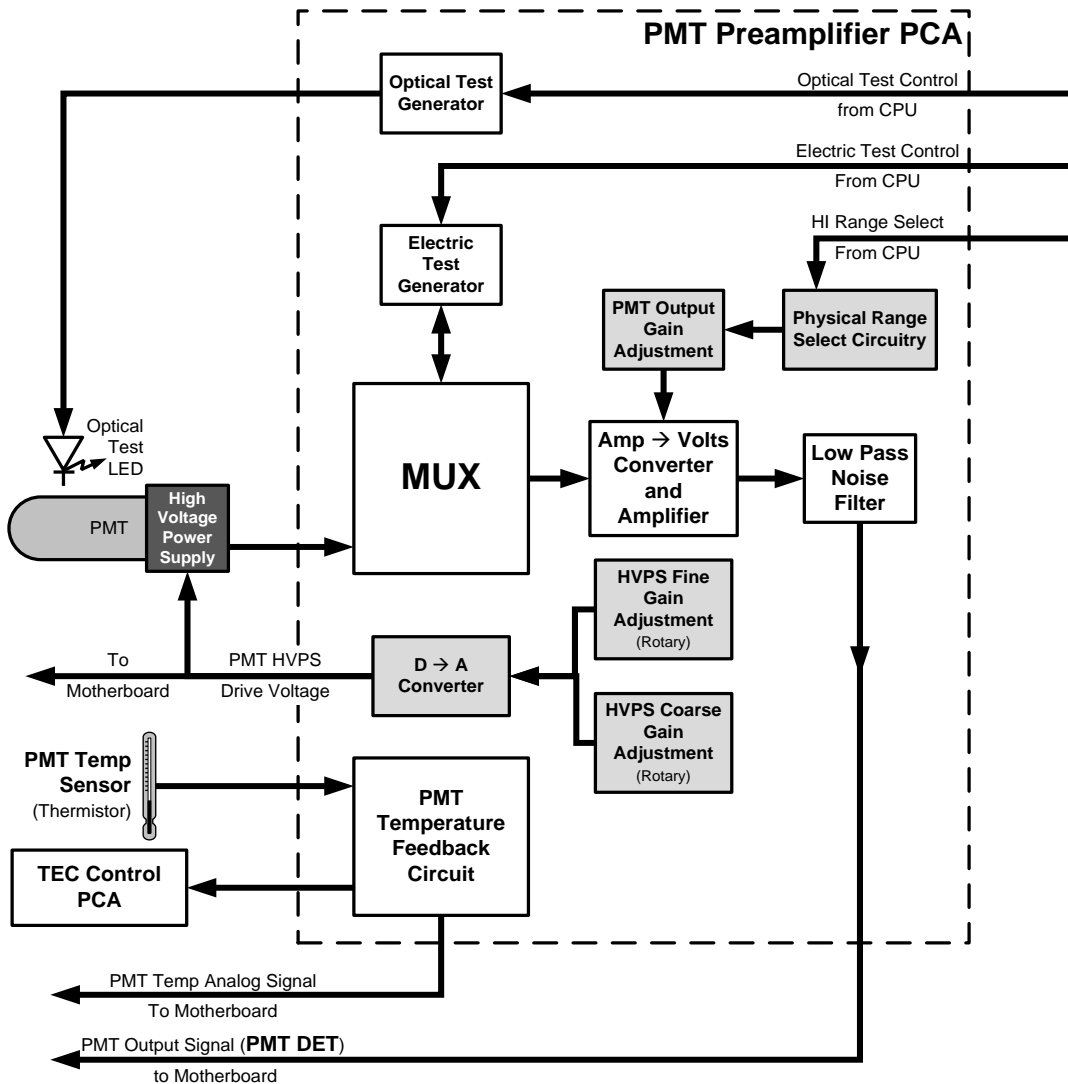 PMT Preamplifier PCA
Optical Test
Generator
Optical Test Control
from CPU
Electric Test Control
From CPU
HI Range Select
From CPU
Electric
Test
Generator
PMT Output
Gain
Adjustment
Physical Range
Select Circuitry
Optical
Test
LED
MUX
Amp → Volts
Converter
and
Amplifier
Low Pass
Noise
Filter
PMT
High
Voltage
Power
Supply
HVPS Fine
Gain
Adjustment
(Rotary)
To
Motherboard
PMT HVPS
Drive Voltage
D → A
Converter
HVPS Coarse
Gain
Adjustment
(Rotary)
PMT Temp
Sensor
(Thermistor)
PMT
Temperature
Feedback
Circuit
TEC Control
PCA
PMT Temp Analog Signal
To Motherboard
PMT Output Signal (PMT DET)
to Motherboard